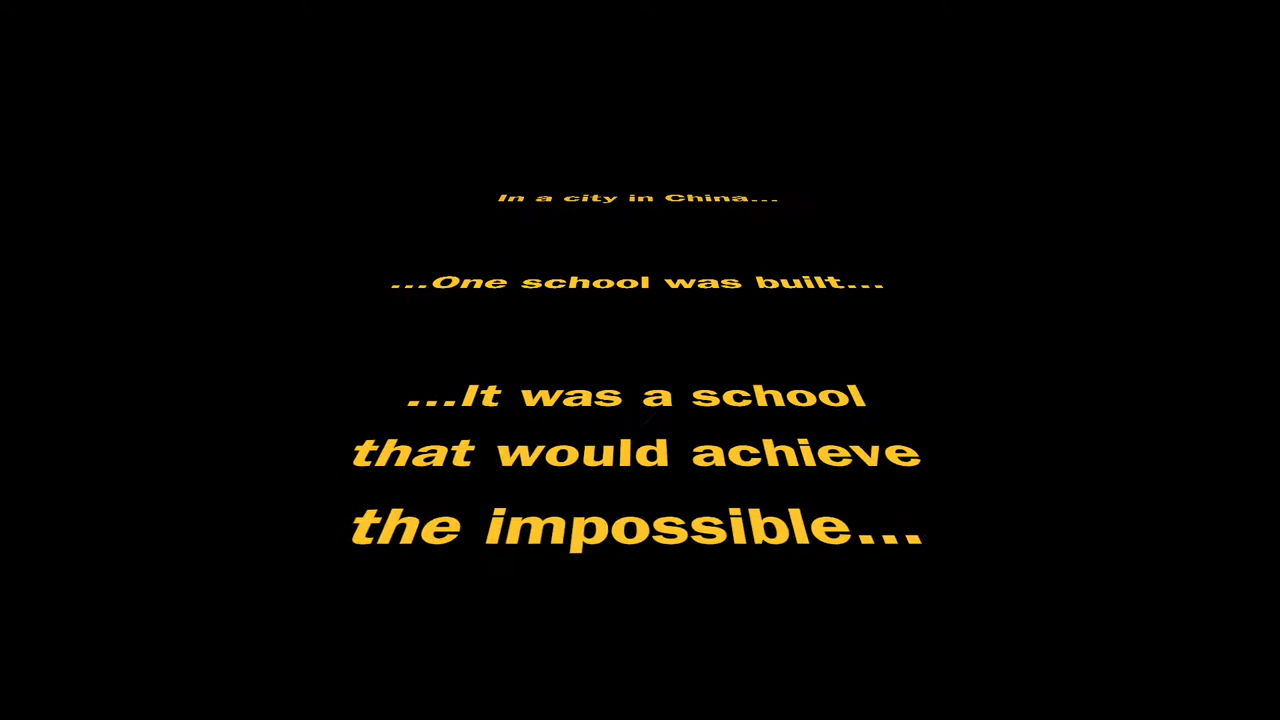 In a city in China...
...One school was built...
...It was a school
that would achieve
the impossible...